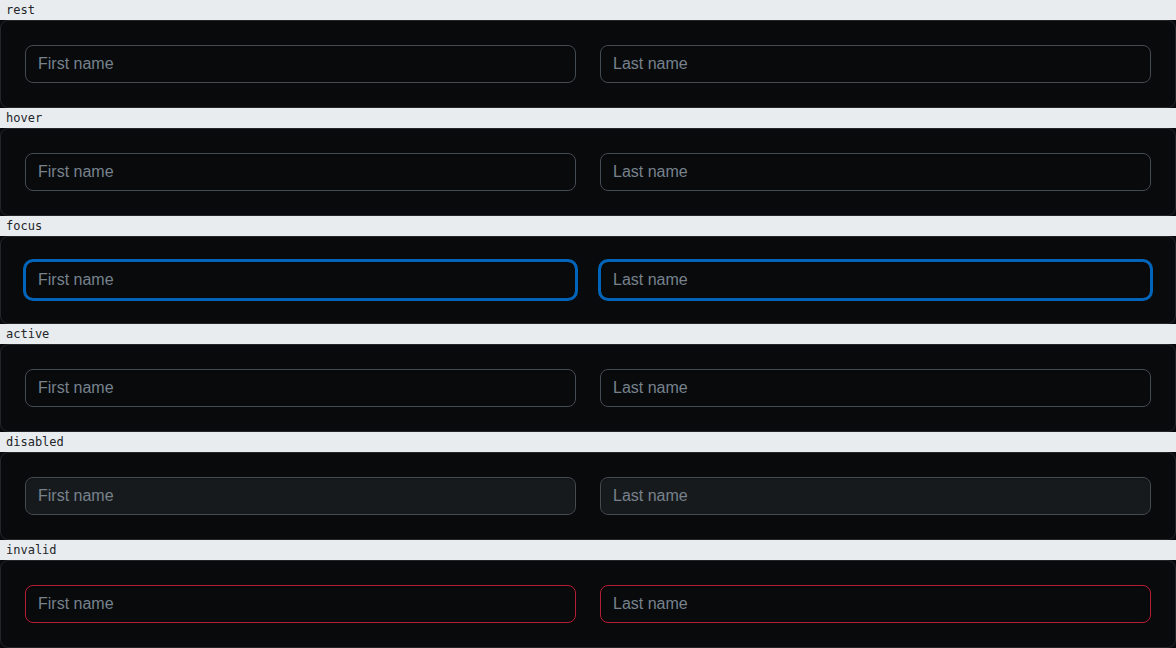 rest
First name Last name
hover
First name Last name
focus
First name Last name
active
First name Last name
disabled
First name Last name
invalid
First name Last name